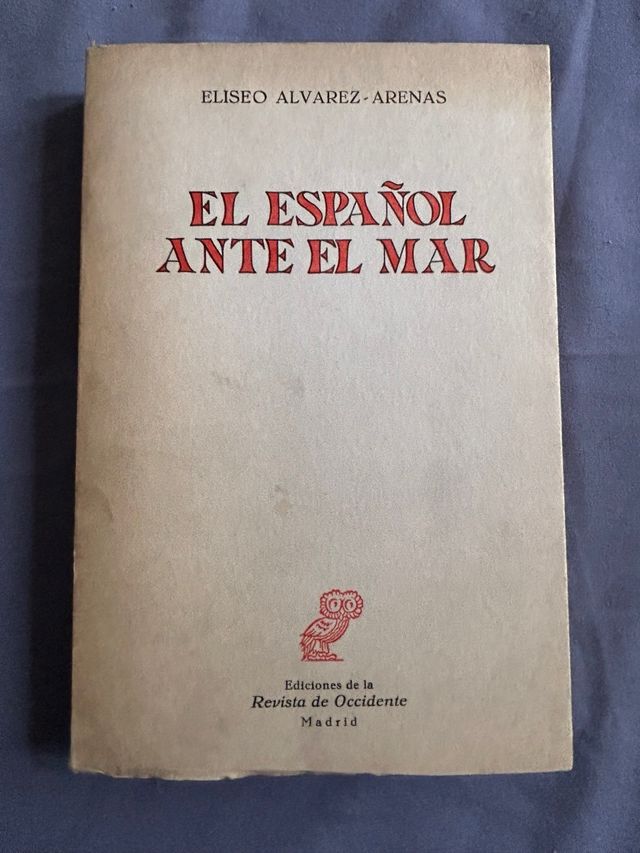 ELISEO ALVAREZ-ARENAS
EL ESPAÑOL
ANTE EL MAR
Ediciones de la
Revista de Occidente
Madrid